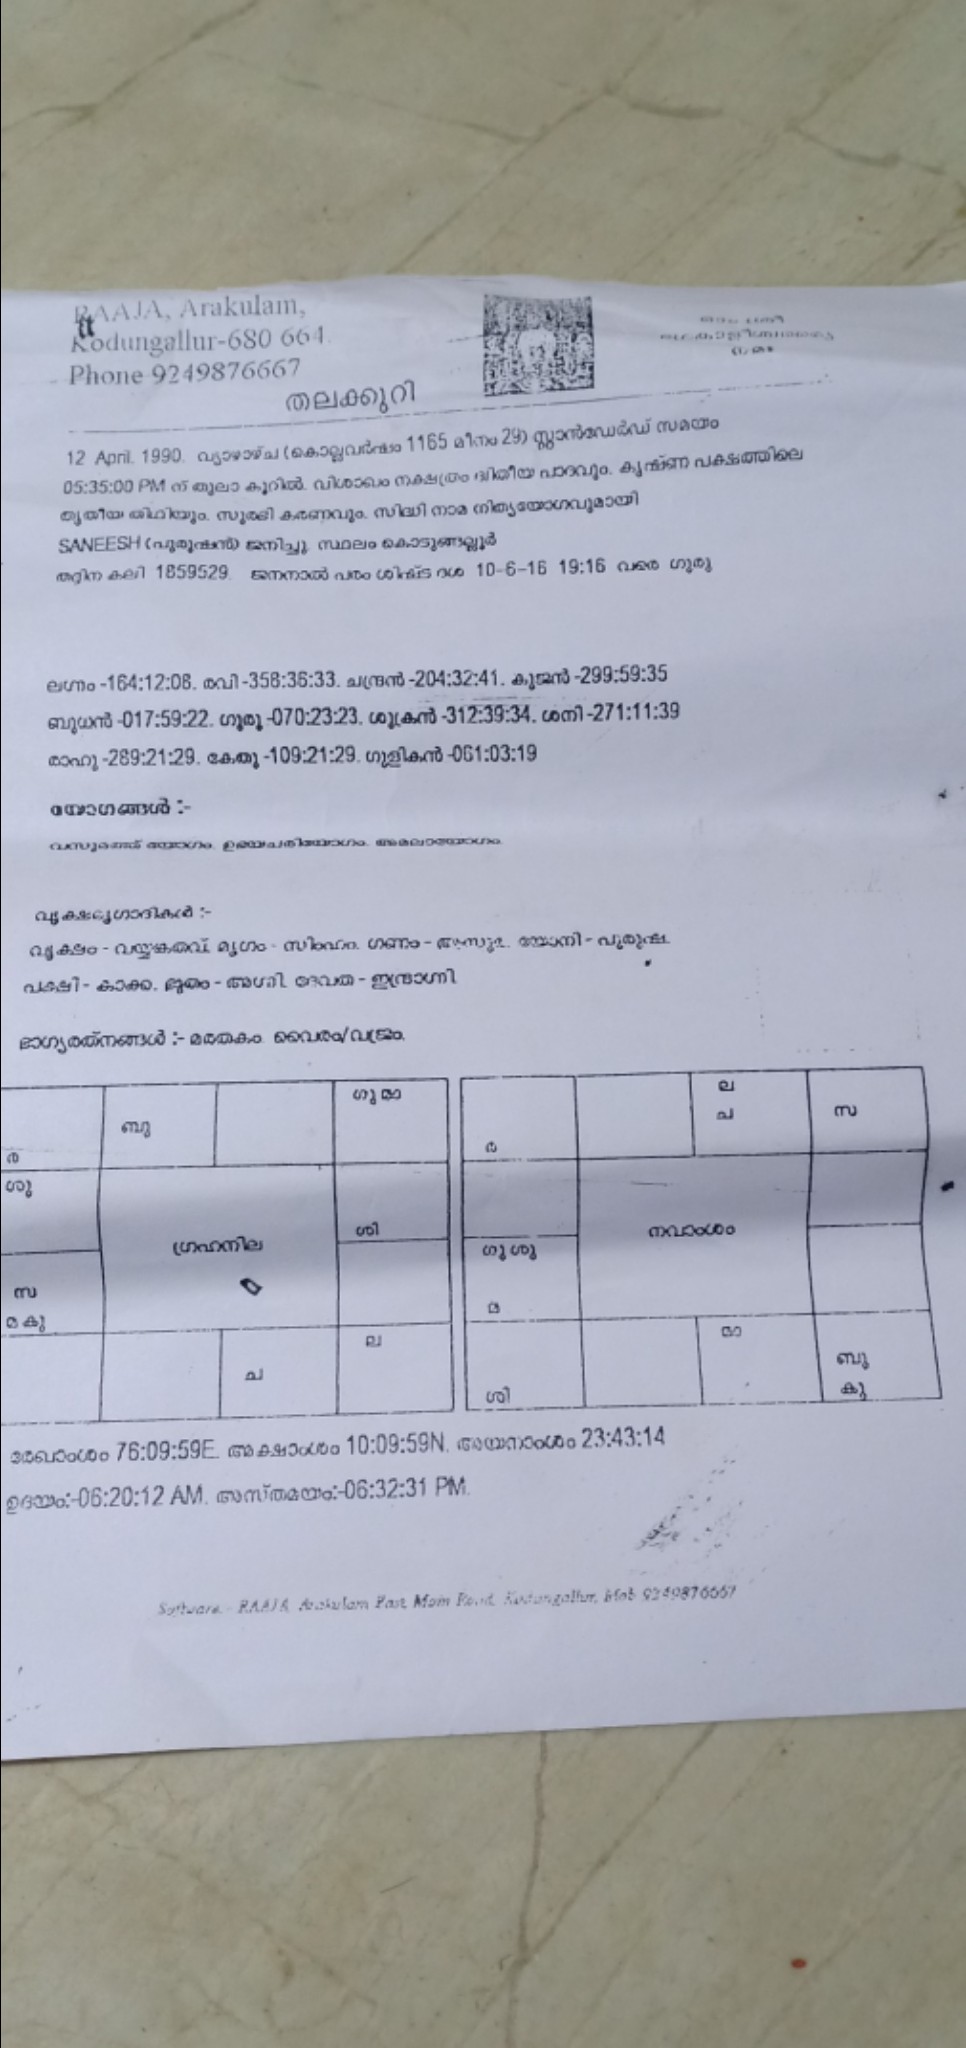 RAAJA, Arakulam,
Kodungallur-680 664.
Phone-9249876667
തലക്കുറി
12 April. 1990. വ്യാഴാഴ്ച (കൊല്ലവർഷം 1165 മീനം 29) സ്റ്റാൻഡേർഡ് സമയം
05:35:00 PM ന് തുലാ കൂറിൽ. വിശാഖം നക്ഷത്രം ദ്വിതീയ പാദവും. കൃഷ്ണ പക്ഷത്തിലെ
തൃതീയ തിഥിയും. സുരഭി കരണവും. സിദ്ധി നാമ നിത്യയോഗവുമായി
SANEESH (പുരുഷൻ) ജനിച്ചു. സ്ഥലം കൊടുങ്ങല്ലൂർ
തദ്ദിന കലി 1859529. ജനനാൽ പരം ശിഷ്ട ദശ 10-6-16 19:16 വരെ ഗുരു
ലഗ്നം -164:12:08. രവി -358:36:33. ചന്ദ്രൻ -204:32:41. കുജൻ -299:59:35
ബുധൻ -017:59:22. ഗുരു -070:23:23. ശുക്രൻ -312:39:34. ശനി -271:11:39
രാഹു -289:21:29. കേതു -109:21:29. ഗുളികൻ -061:03:19
യോഗങ്ങൾ :-
യോഗം. ഉഭയചരിയോഗം. അമലായോഗം.
വൃക്ഷമൃഗാദികൾ :-
വൃക്ഷം - വയ്യങ്കതവ്. മൃഗം - സിംഹം. ഗണം - അസുര. യോനി - പുരുഷ.
പക്ഷി - കാക്ക. ഭൂതം - അഗ്നി. ദേവത - ഇന്ദ്രാഗ്നി.
ഭാഗ്യരത്നങ്ങൾ :- മരതകം. വൈരം/വജ്രം.
ബു ഗു മാ ല
ച സ
ര ര
ശു
ഗ്രഹനില ശി ഗു ശു നവാംശം
സ
മ കു മ
ല മാ
ച ബു
ശി കു
രേഖാംശം 76:09:59E. അക്ഷാംശം 10:09:59N. അയനാംശം 23:43:14
ഉദയം:-06:20:12 AM. അസ്തമയം:-06:32:31 PM.
Software - RAAJA, Arakulam East, Main Road, Kodungallur, Mob 9249876667